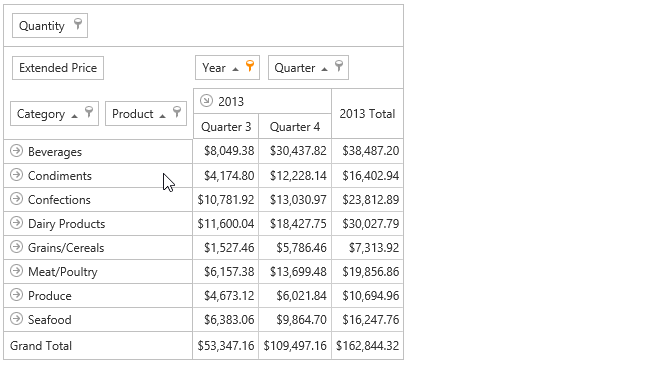 Quantity
Extended Price Year Quarter
Category Product 2013 2013 Total
Quarter 3 Quarter 4
Beverages $8,049.38 $30,437.82 $38,487.20
Condiments $4,174.80 $12,228.14 $16,402.94
Confections $10,781.92 $13,030.97 $23,812.89
Dairy Products $11,600.04 $18,427.75 $30,027.79
Grains/Cereals $1,527.46 $5,786.46 $7,313.92
Meat/Poultry $6,157.38 $13,699.48 $19,856.86
Produce $4,673.12 $6,021.84 $10,694.96
Seafood $6,383.06 $9,864.70 $16,247.76
Grand Total $53,347.16 $109,497.16 $162,844.32